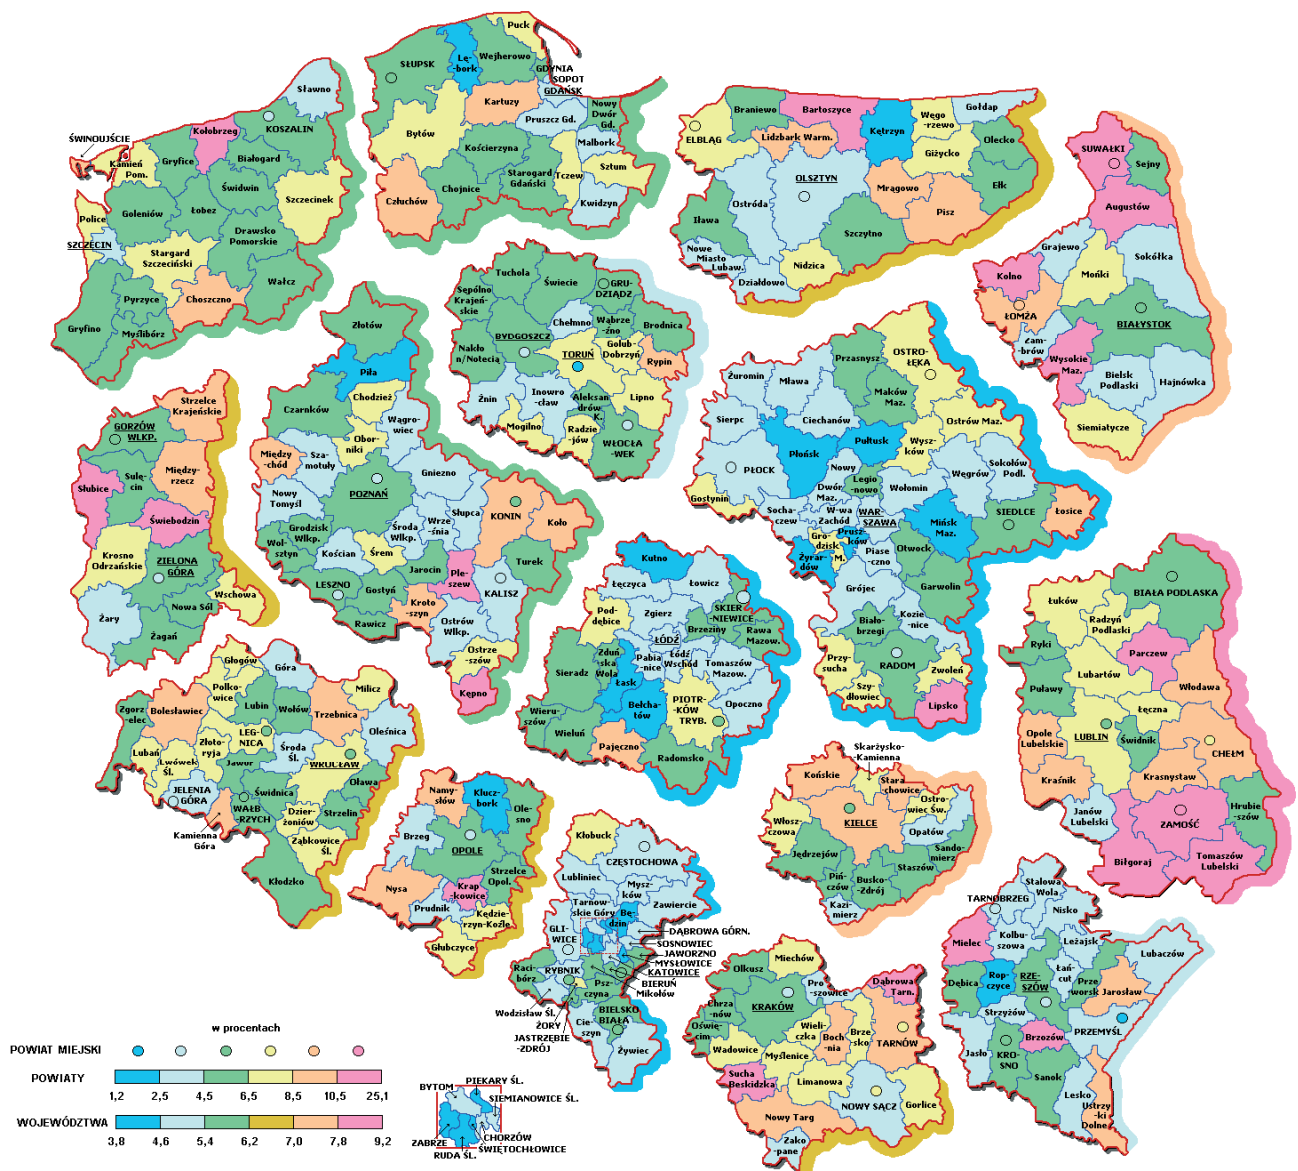 Puck
Lę-
bork
Wejherowo
SŁUPSK
GDYNIA
SOPOT
GDAŃSK
Kartuzy
Nowy
Dwór
Gd.
Pruszcz Gd.
Bytów
Malbork
Kościerzyna
Starogard
Gdański
Tczew
Sztum
Chojnice
Człuchów
Kwidzyn
Sławno
KOSZALIN
Kołobrzeg
ŚWINOUJŚCIE
Kamień
Pom.
Gryfice
Białogard
Świdwin
Szczecinek
Goleniów
Łobez
Police
SZCZECIN
Drawsko
Pomorskie
Stargard
Szczeciński
Wałcz
Choszczno
Pyrzyce
Myślibórz
Gryfino
Braniewo
Bartoszyce
Kętrzyn
Węgo-
rzewo
Gołdap
ELBLĄG
Lidzbark Warm.
Olecko
Giżycko
OLSZTYN
Ełk
Mrągowo
Ostróda
Pisz
Iława
Szczytno
Nowe
Miasto
Lubaw.
Nidzica
Działdowo
SUWAŁKI
Sejny
Augustów
Grajewo
Sokółka
Kolno
Mońki
ŁOMŻA
BIAŁYSTOK
Zam-
brów
Wysokie
Maz.
Bielsk
Podlaski
Hajnówka
Siemiatycze
Tuchola
Sępólno
Krajeń-
skie
Świecie
GRU-
DZIĄDZ
Chełmno
Wąbrze-
źno
Brodnica
BYDGOSZCZ
Nakło
n/Notecią
TORUŃ
Golub-
Dobrzyń
Rypin
Żnin
Inowro
-cław
Aleksan-
drów
K.
Lipno
Mogilno
Radzie-
jów
WŁOCŁA
-WEK
Złotów
Piła
Chodzież
Czarnków
Wągro-
wiec
Obor-
niki
Między-
chód
Sza-
motuły
Gniezno
POZNAŃ
Nowy
Tomyśl
Słupca
KONIN
Koło
Grodzisk
Wlkp.
Środa
Wlkp.
Wrze-
śnia
Wol-
sztyn
Kościan
Śrem
Turek
Jarocin
Ple-
szew
LESZNO
Gostyń
KALISZ
Kroto-
szyn
Rawicz
Ostrów
Wlkp.
Ostrze-
szów
Kępno
Strzelce
Krajeńskie
GORZÓW
WLKP.
Między-
rzecz
Sulę-
cin
Słubice
Świebodzin
Krosno
Odrzańskie
ZIELONA
GÓRA
Wschowa
Nowa Sól
Żary
Żagań
OSTRO-
ŁĘKA
Przasnysz
Żuromin
Mława
Maków
Maz.
Ciechanów
Ostrów Maz.
Sierpc
Pułtusk
Wysz-
ków
Płońsk
PŁOCK
Nowy
Dwór
Maz.
Legio-
nowo
Wołomin
Węgrów
Sokołów
Podl.
Gostynin
Socha-
czew
W-wa
Zachód
WAR-
SZAWA
Mińsk
Maz.
SIEDLCE
Łosice
Gro-
dzisk
M.
Prusz-
ków
Żyrar-
dów
Piase-
czno
Otwock
Grójec
Garwolin
Kozie-
nice
Biało-
brzegi
Przy-
sucha
RADOM
Zwoleń
Szy-
dłowiec
Lipsko
Kutno
Łęczyca
Łowicz
Pod-
dębice
Zgierz
SKIER
-NIEWICE
Brzeziny
Rawa
Mazow.
ŁÓDŹ
Sieradz
Zduń
ska
Wola
Pabia
-nice
Łódź
Wschód
Tomaszów
Mazow.
Łask
Bełcha-
tów
PIOTR-
KÓW
TRYB.
Opoczno
Wieru-
szów
Wieluń
Pajęczno
Radomsko
BIAŁA PODLASKA
Łuków
Radzyń
Podlaski
Ryki
Parczew
Lubartów
Włodawa
Puławy
Łęczna
Opole
Lubelskie
LUBLIN
Świdnik
CHEŁM
Kraśnik
Krasnystaw
Janów
Lubelski
ZAMOŚĆ
Hrubie-
szów
Biłgoraj
Tomaszów
Lubelski
Głogów
Góra
Polko-
wice
Milicz
Lubin
Wołów
Trzebnica
Zgorz
-elec
Bolesławiec
Oleśnica
LEG-
NICA
Złoto-
ryja
Środa
Śl.
Lubań
Lwówek
Śl.
Jawor
WROCŁAW
Oława
JELENIA
GÓRA
Świdnica
WAŁB
-RZYCH
Strzelin
Dzier-
żoniów
Kamienna
Góra
Ząbkowice
Śl.
Kłodzko
Namy-
słów
Klucz-
bork
Ole-
sno
Brzeg
OPOLE
Strzelce
Opol.
Nysa
Krap
-kowice
Prudnik
Kędzie-
rzyn-Koźle
Głubczyce
Kłobuck
CZĘSTOCHOWA
Lubliniec
Mysz-
ków
Tarnow
-skie Góry
Zawiercie
Bę-
dzin
GLI-
WICE
DĄBROWA GÓRN.
SOSNOWIEC
JAWORZNO
MYSŁOWICE
KATOWICE
BIERUŃ
Mikołów
Raci-
bórz
RYBNIK
Psz-
czyna
Wodzisław Śl.
ŻORY
JASTRZĘBIE
-ZDRÓJ
BIELSKO
BIAŁA
Cie-
szyn
Żywiec
Skarżysko-
Kamienna
Końskie
Stara
chowice
Ostro-
wiec Św.
Włosz-
czowa
KIELCE
Opatów
Sando-
mierz
Jędrzejów
Staszów
Piń-
czów
Busko-
Zdrój
Kazi-
mierz
Miechów
Olkusz
Pro-
szowice
Dąbrowa
Tarn.
KRAKÓW
Chrza-
nów
Oświę-
cim
Wieli-
czka
Boch-
nia
Brze-
sko
TARNÓW
Wadowice
Myślenice
Sucha
Beskidzka
Limanowa
NOWY SĄCZ
Gorlice
Nowy Targ
Zako
-pane
Stalowa
Wola
TARNOBRZEG
Nisko
Mielec
Kolbu-
szowa
Leżajsk
Lubaczów
Dębica
Rop-
czyce
RZE-
SZÓW
Łań-
cut
Prze
worsk
Jarosław
Strzyżów
Brzozów
PRZEMYŚL
Jasło
KRO-
SNO
Sanok
Lesko
Ustrzy
-ki
Dolne
w procentach
POWIAT MIEJSKI
POWIATY
1,2 2,5 4,5 6,5 8,5 10,5 25,1
WOJEWÓDZTWA
3,8 4,6 5,4 6,2 7,0 7,8 9,2
BYTOM
PIEKARY ŚL.
SIEMIANOWICE ŚL.
ZABRZE
CHORZÓW
ŚWIĘTOCHŁOWICE
RUDA ŚL.